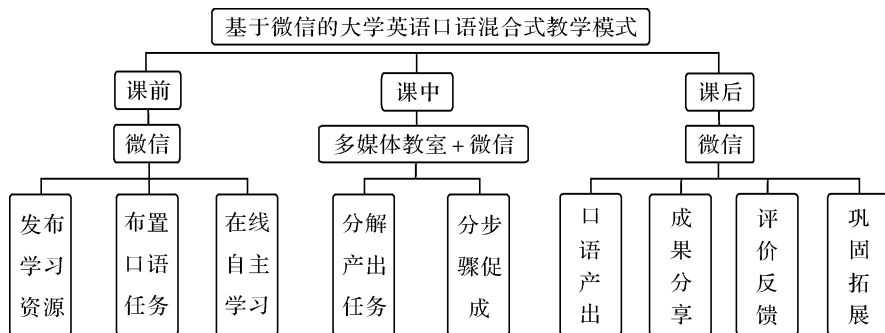 基于微信的大学英语口语混合式教学模式
课前
课中
课后
微信
多媒体教室+微信
微信
发布
学习
资源
布置
口语
任务
在线
自主
学习
分解
产出
任务
分步
骤促
成
口
语
产
出
成
果
分
享
评
价
反
馈
巩
固
拓
展